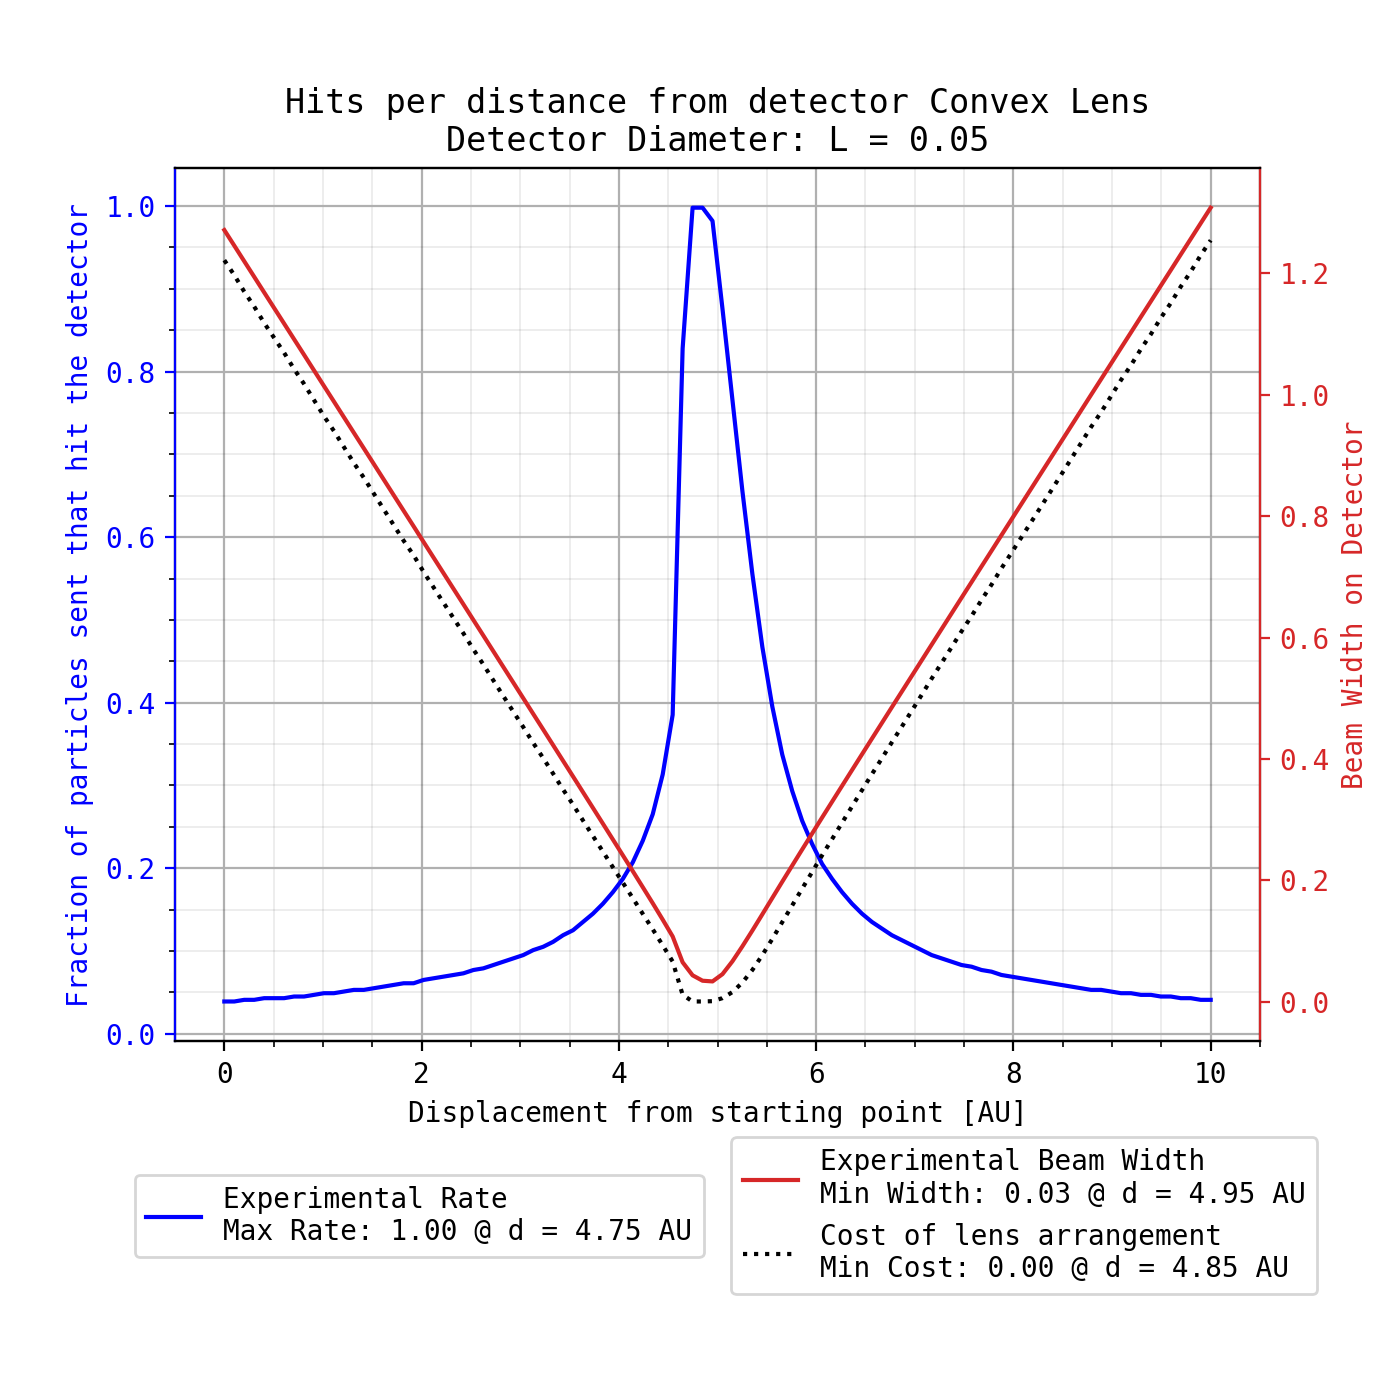 Hits per distance from detector Convex Lens
Detector Diameter: L = 0.05
Fraction of particles sent that hit the detector
1.0
0.8
0.6
0.4
0.2
0.0
1.2
1.0
0.8
0.6
0.4
0.2
0.0
Beam Width on Detector
0 2 4 6 8 10
Displacement from starting point [AU]
Experimental Rate
Max Rate: 1.00 @ d = 4.75 AU
Experimental Beam Width
Min Width: 0.03 @ d = 4.95 AU
Cost of lens arrangement
Min Cost: 0.00 @ d = 4.85 AU